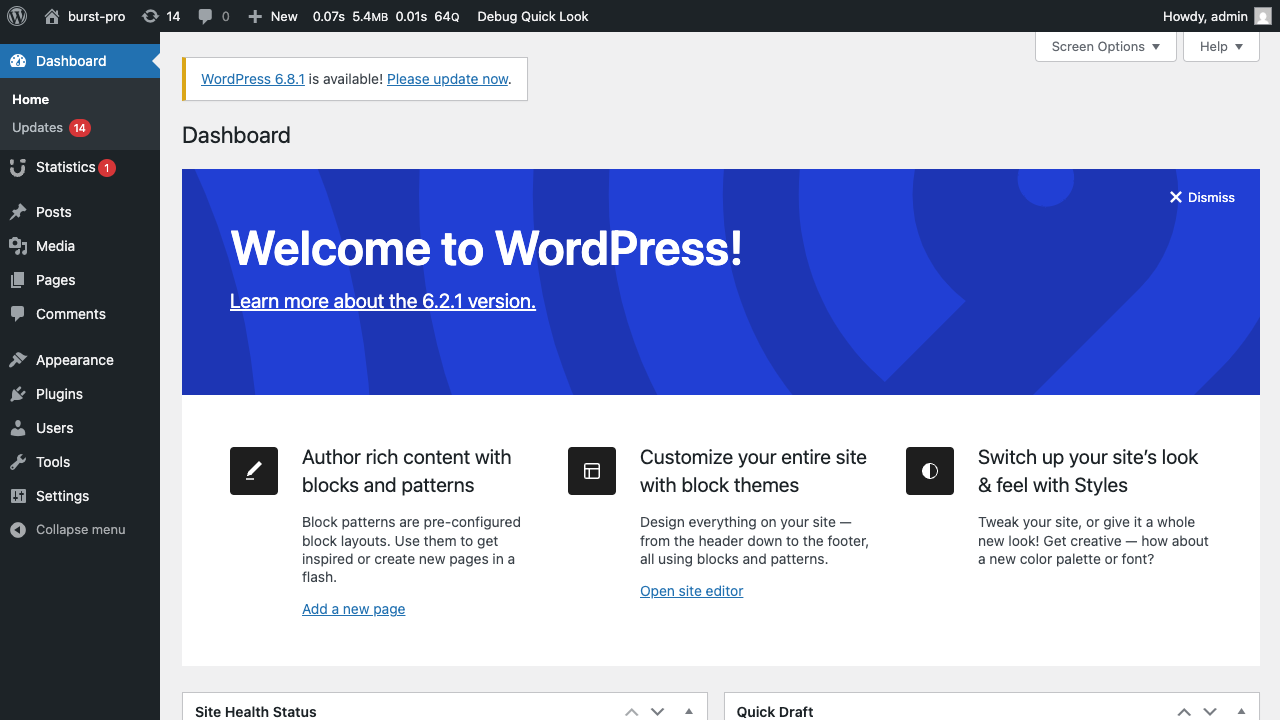 burst-pro 14 0 New 0.07s 5.4MB 0.01s 64Q Debug Quick Look Howdy, admin
Dashboard
Home
Updates 14
Statistics 1
Posts
Media
Pages
Comments
Appearance
Plugins
Users
Tools
Settings
Collapse menu
Screen Options Help
WordPress 6.8.1 is available! Please update now.
Dashboard
Dismiss
Welcome to WordPress!
Learn more about the 6.2.1 version.
Author rich content with
blocks and patterns
Block patterns are pre-configured
block layouts. Use them to get
inspired or create new pages in a
flash.
Add a new page
Customize your entire site
with block themes
Design everything on your site —
from the header down to the footer,
all using blocks and patterns.
Open site editor
Switch up your site’s look
& feel with Styles
Tweak your site, or give it a whole
new look! Get creative — how about
a new color palette or font?
Site Health Status
Quick Draft